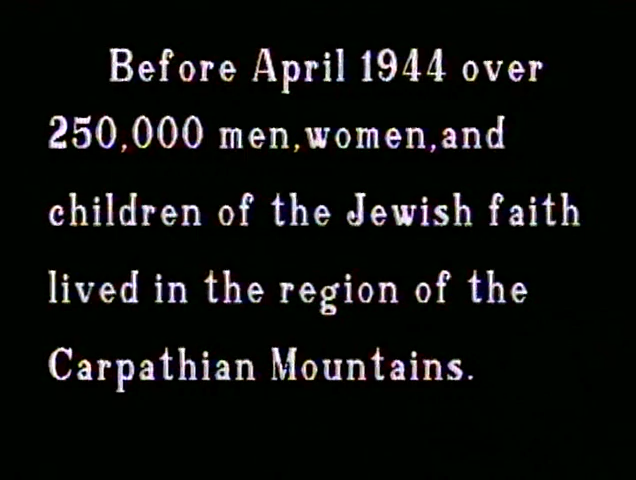 Before April 1944 over
250,000 men,women,and
children of the Jewish faith
lived in the region of the
Carpathian Mountains.